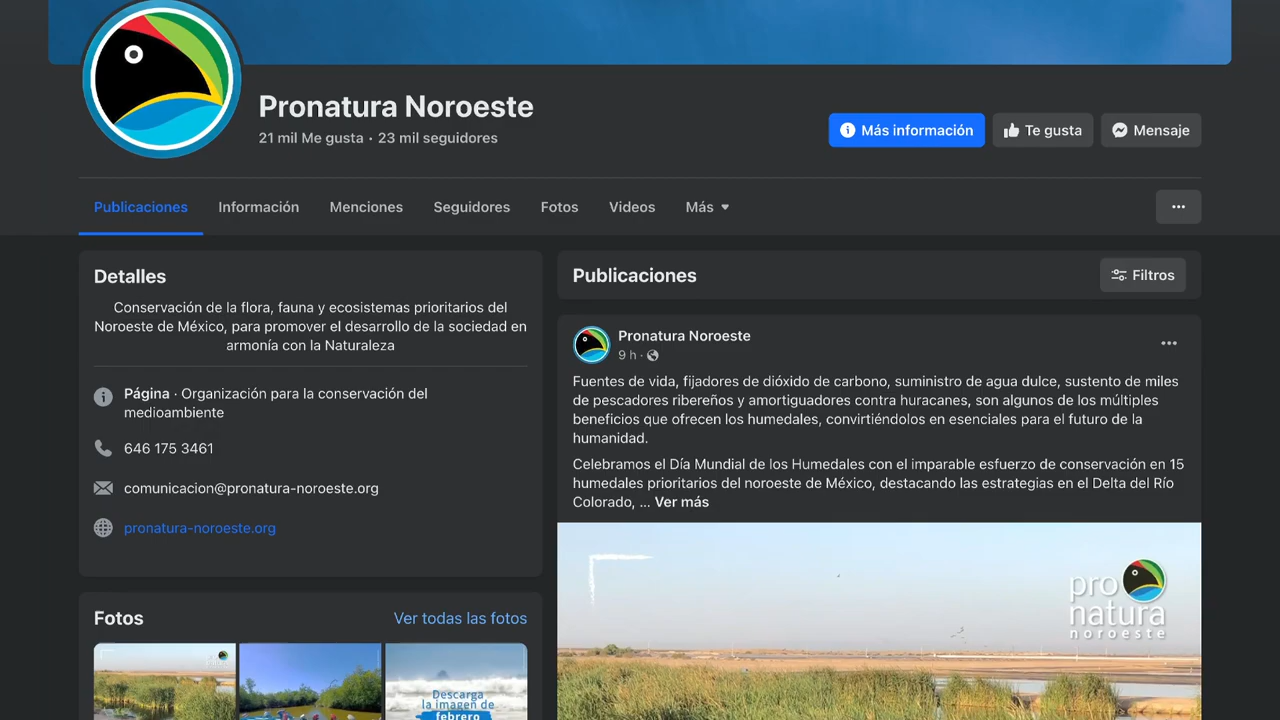 Pronatura Noroeste
21 mil Me gusta • 23 mil seguidores
Más información
Te gusta
Mensaje
Publicaciones
Información
Menciones
Seguidores
Fotos
Videos
Más
Detalles
Conservación de la flora, fauna y ecosistemas prioritarios del
Noroeste de México, para promover el desarrollo de la sociedad en
armonía con la Naturaleza
Página · Organización para la conservación del
medioambiente
646 175 3461
comunicacion@pronatura-noroeste.org
pronatura-noroeste.org
Fotos
Ver todas las fotos
Descarga
la imagen de
febrero
Publicaciones
Filtros
Pronatura Noroeste
9 h ·
Fuentes de vida, fijadores de dióxido de carbono, suministro de agua dulce, sustento de miles
de pescadores ribereños y amortiguadores contra huracanes, son algunos de los múltiples
beneficios que ofrecen los humedales, convirtiéndolos en esenciales para el futuro de la
humanidad.
Celebramos el Día Mundial de los Humedales con el imparable esfuerzo de conservación en 15
humedales prioritarios del noroeste de México, destacando las estrategias en el Delta del Río
Colorado, ... Ver más
pro
natura
noroeste